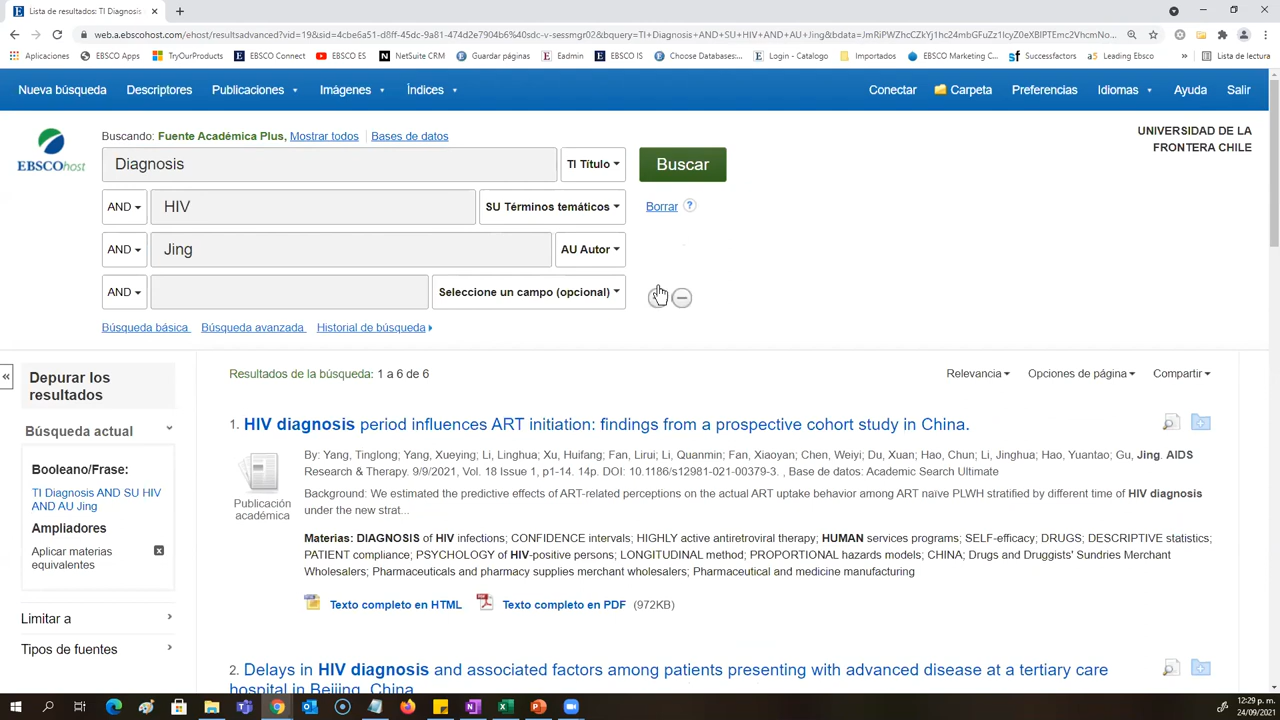 Lista de resultados: TI Diagnosis
web.a.ebscohost.com/ehost/resultsadvanced?vid=19&sid=4cbe6a51-d8ff-45dc-9a71-00c2e7904b6%40sdc-v-sessmgr02&bquery=TI+Diagnosis+AND+SU+HIV+AND+AU+Jing&bdata=
Aplicaciones
EBSCO Apps
TryOurProducts
EBSCO Connect
YouTube ES
NetSuite CRM
Guardar páginas
Eadmin
EBSCO IS
Choose Databases:...
Login - Catalogo
Importados
EBSCO Marketing C...
Successfactors
Leading Ebsco
Lista de lectura
Nueva búsqueda
Descriptores
Publicaciones
Imágenes
Índices
Conectar
Carpeta
Preferencias
Idiomas
Ayuda
Salir
EBSCOhost
Buscando: Fuente Académica Plus, Mostrar todos | Bases de datos
UNIVERSIDAD DE LA
FRONTERA CHILE
Diagnosis TI Título Buscar
AND HIV SU Términos temáticos Borrar ?
AND Jing AU Autor
AND Seleccione un campo (opcional)
Búsqueda básica Búsqueda avanzada Historial de búsqueda
Depurar los
resultados
Búsqueda actual
Booleano/Frase:
TI Diagnosis AND SU HIV
AND AU Jing
Ampliadores
Aplicar materias
equivalentes
Limitar a
Tipos de fuentes
Resultados de la búsqueda: 1 a 6 de 6
Relevancia
Opciones de página
Compartir
1. HIV diagnosis period influences ART initiation: findings from a prospective cohort study in China.
Publicación
académica
By: Yang, Tinglong; Yang, Xueying; Li, Linghua; Xu, Huifang; Fan, Lirui; Li, Quanmin; Fan, Xiaoyan; Chen, Weiyi; Du, Xuan; Hao, Chun; Li, Jinghua; Hao, Yuantao; Gu, Jing. AIDS
Research & Therapy. 9/9/2021, Vol. 18 Issue 1, p1-14. 14p. DOI: 10.1186/s12981-021-00379-3. , Base de datos: Academic Search Ultimate
Background: We estimated the predictive effects of ART-related perceptions on the actual ART uptake behavior among ART naïve PLWH stratified by different time of HIV diagnosis
under the new strat...
Materias: DIAGNOSIS of HIV infections; CONFIDENCE intervals; HIGHLY active antiretroviral therapy; HUMAN services programs; SELF-efficacy; DRUGS; DESCRIPTIVE statistics;
PATIENT compliance; PSYCHOLOGY of HIV-positive persons; LONGITUDINAL method; PROPORTIONAL hazards models; CHINA; Drugs and Druggists' Sundries Merchant
Wholesalers; Pharmaceuticals and pharmacy supplies merchant wholesalers; Pharmaceutical and medicine manufacturing
Texto completo en HTML Texto completo en PDF (972KB)
2. Delays in HIV diagnosis and associated factors among patients presenting with advanced disease at a tertiary care
hospital in Beijing, China.
12:29 p. m.
24/09/2021